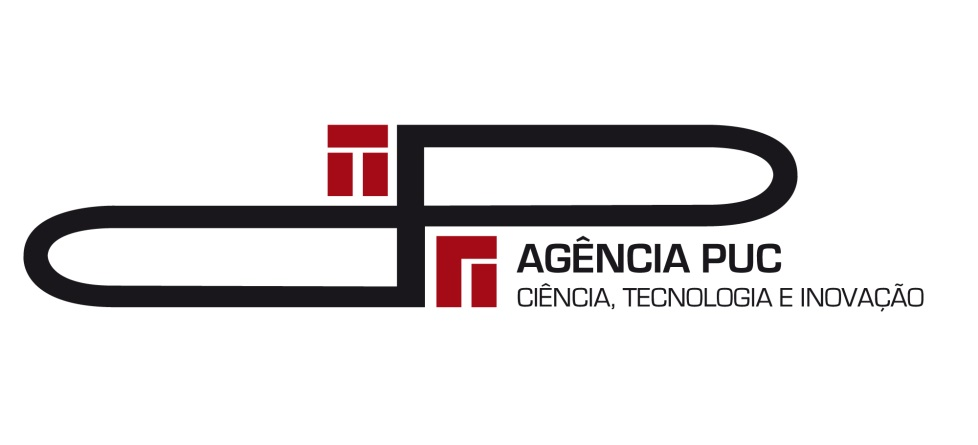 AGÊNCIA PUC
CIÊNCIA, TECNOLOGIA E INOVAÇÃO